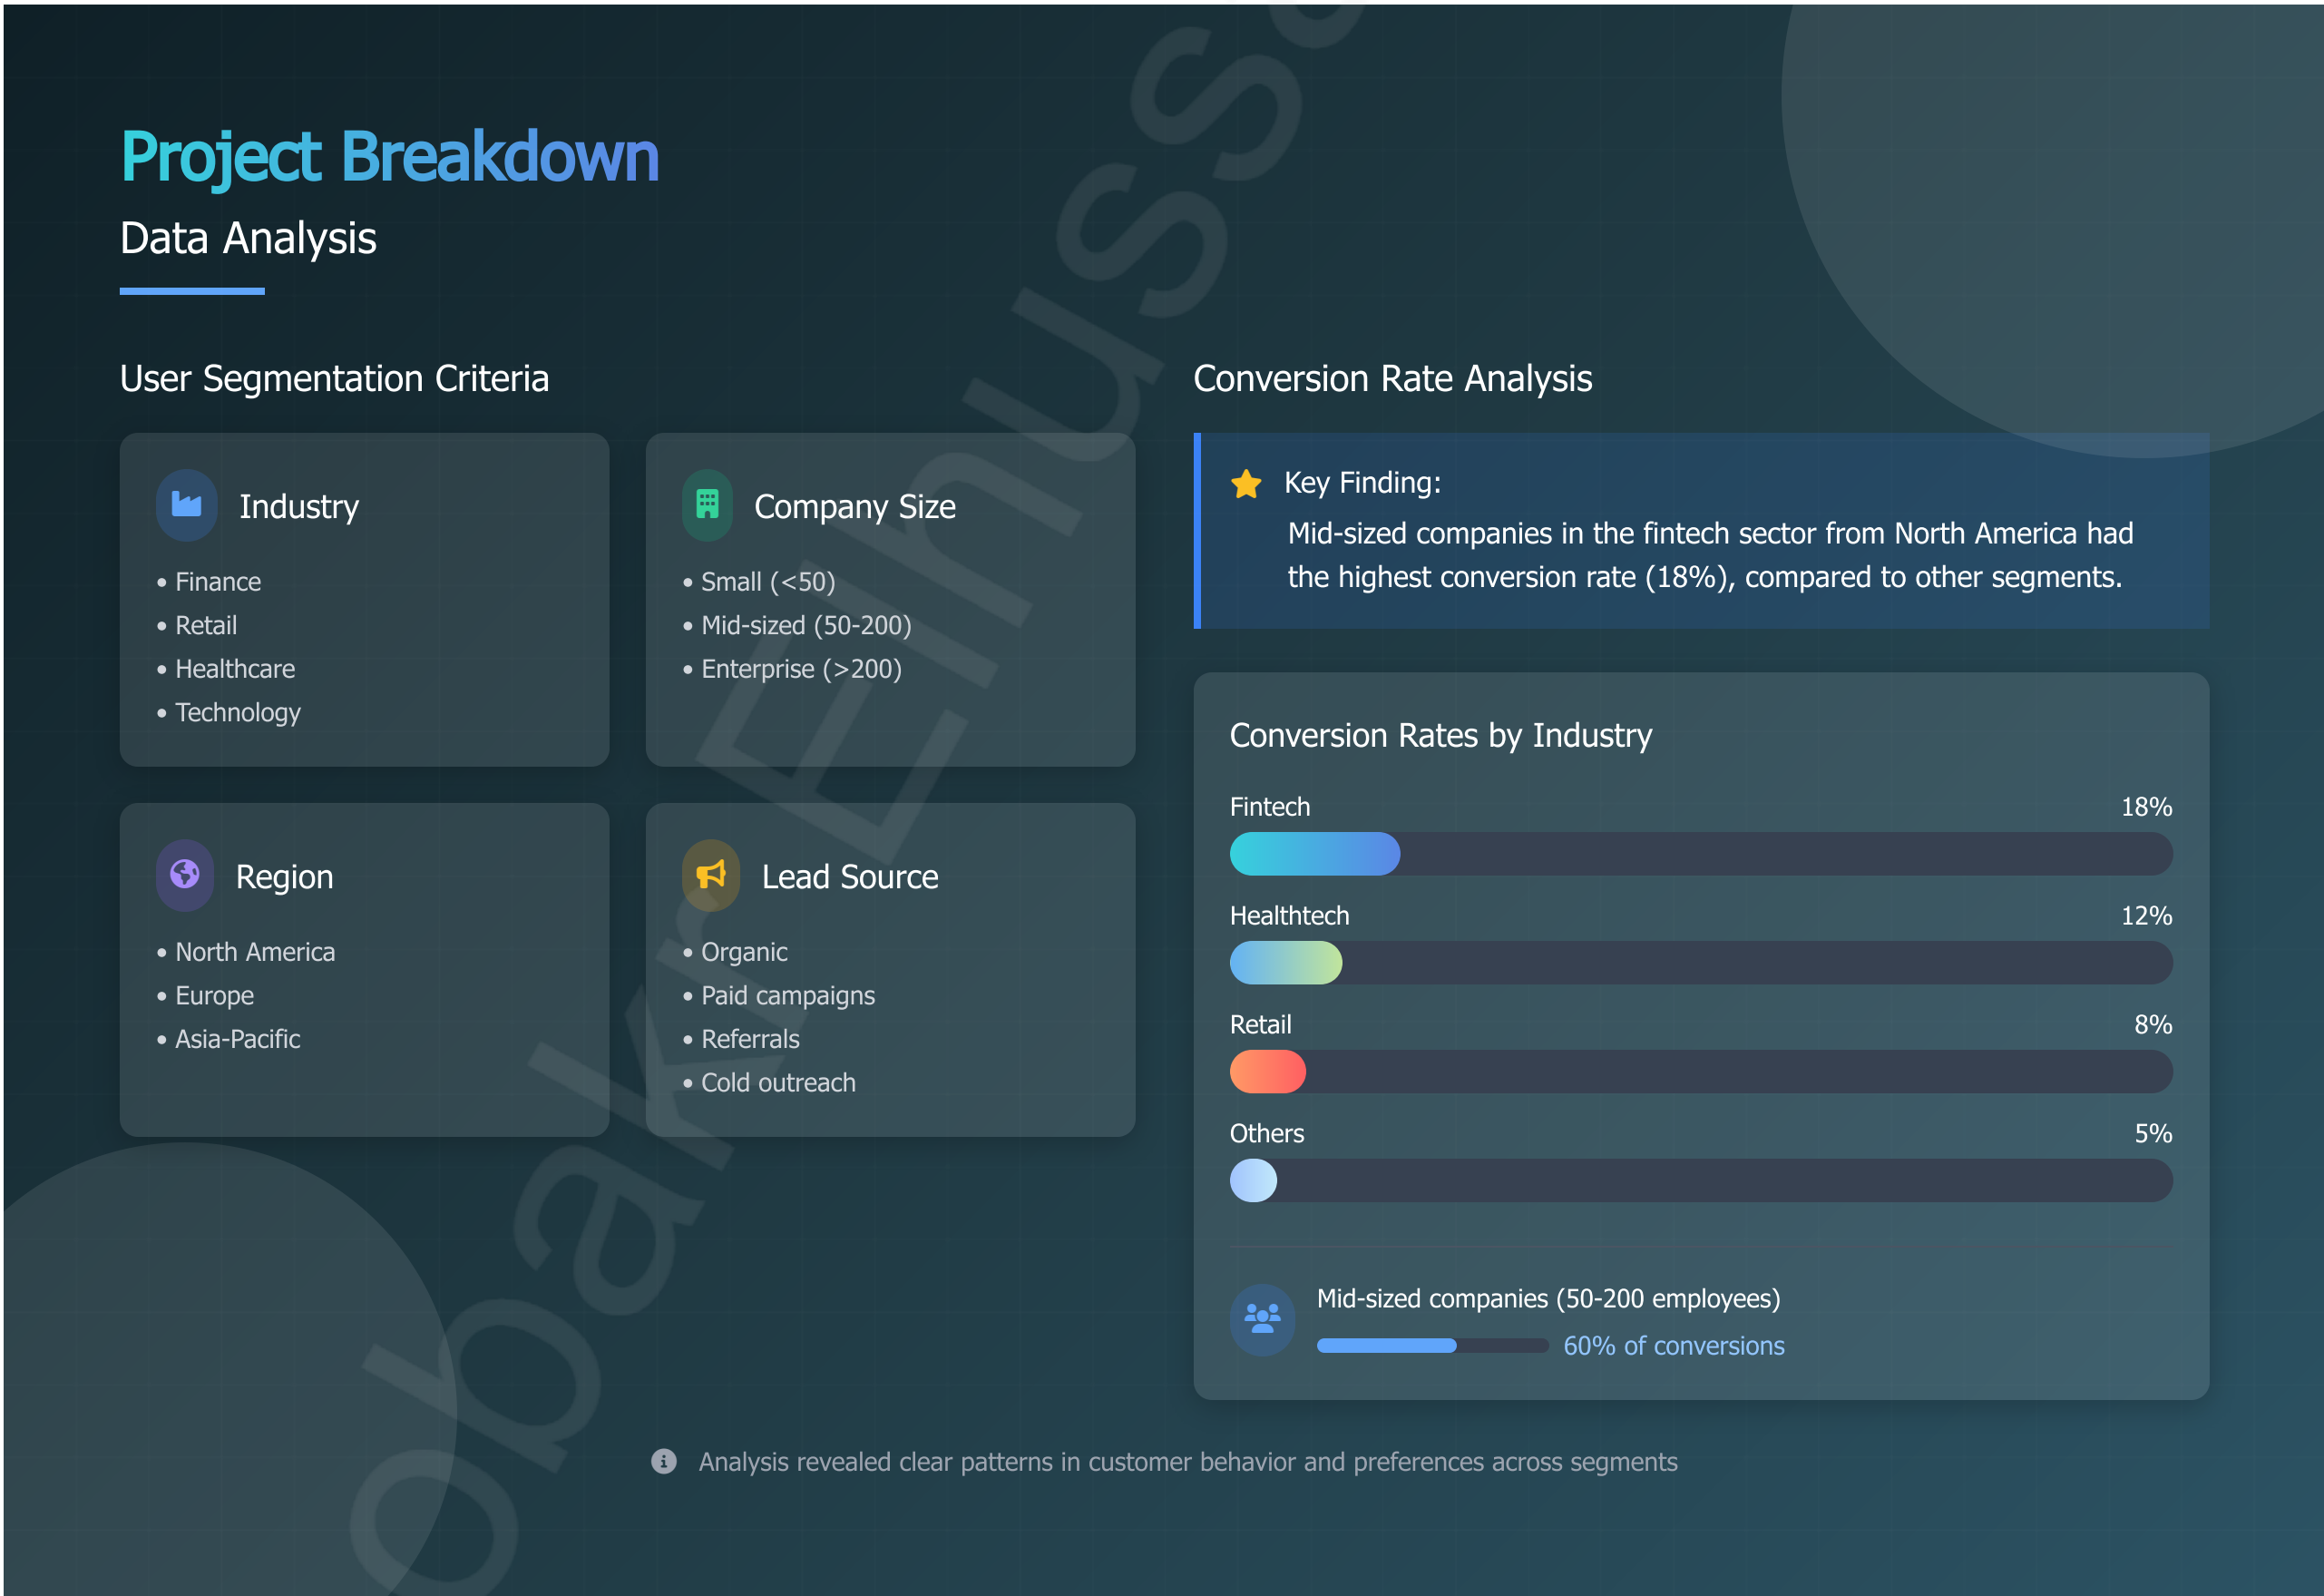 Project Breakdown
Data Analysis
User Segmentation Criteria
Industry
• Finance
• Retail
• Healthcare
• Technology
Company Size
• Small (<50)
• Mid-sized (50-200)
• Enterprise (>200)
Region
• North America
• Europe
• Asia-Pacific
Lead Source
• Organic
• Paid campaigns
• Referrals
• Cold outreach
Conversion Rate Analysis
Key Finding:
Mid-sized companies in the fintech sector from North America had
the highest conversion rate (18%), compared to other segments.
Conversion Rates by Industry
Fintech 18%
Healthtech 12%
Retail 8%
Others 5%
Mid-sized companies (50-200 employees)
60% of conversions
Analysis revealed clear patterns in customer behavior and preferences across segments